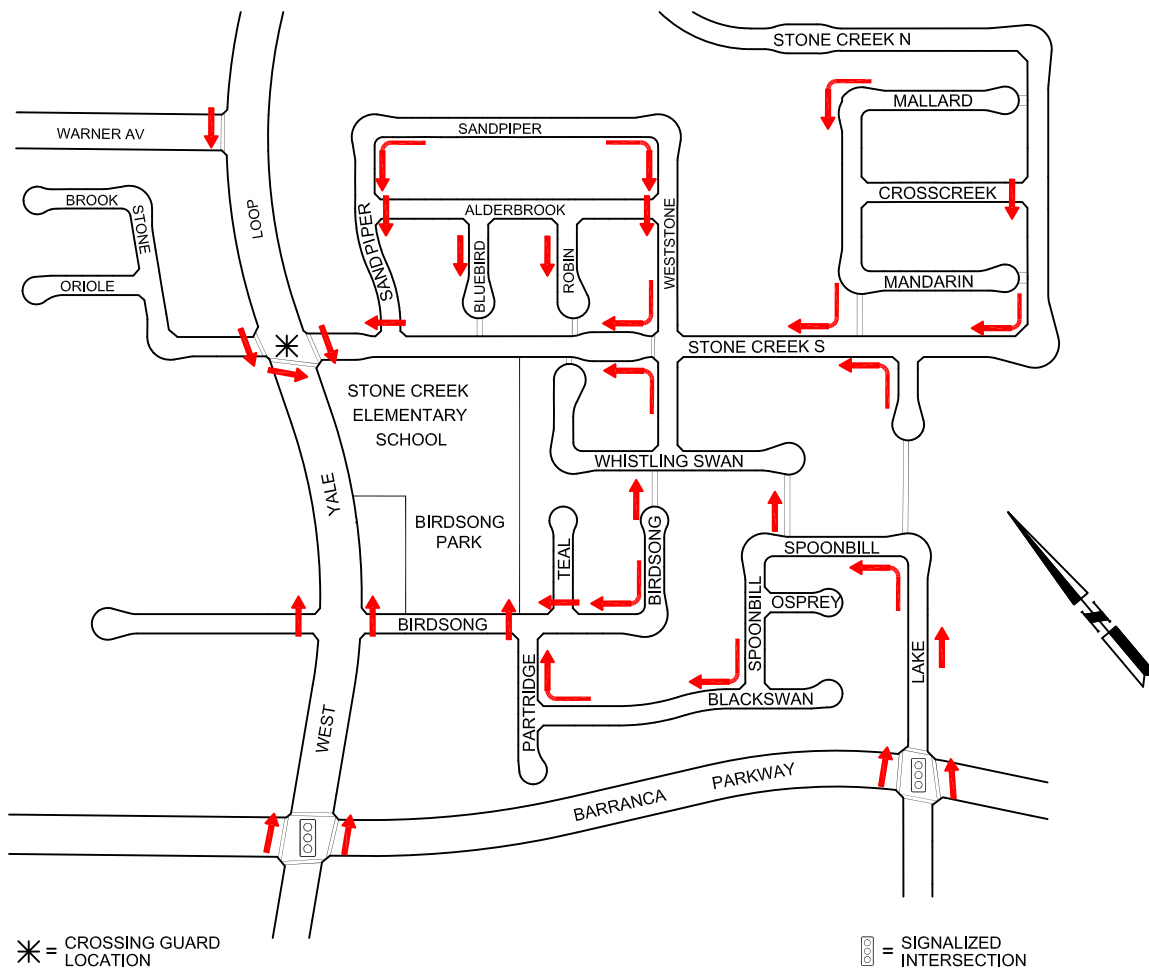 STONE CREEK N
MALLARD
WARNER AV
SANDPIPER
CROSSCREEK
BROOK
STONE
LOOP
ALDERBROOK
SANDPIPER
BLUEBIRD
ROBIN
WESTSTONE
ORIOLE
MANDARIN
STONE CREEK S
STONE CREEK
ELEMENTARY
SCHOOL
WHISTLING SWAN
YALE
BIRDSONG
PARK
TEAL
BIRDSONG
SPOONBILL
OSPREY
BIRDSONG
SPOONBILL
LAKE
PARTRIDGE
BLACKSWAN
WEST
BARRANCA PARKWAY
N
= CROSSING GUARD
LOCATION
= SIGNALIZED
INTERSECTION